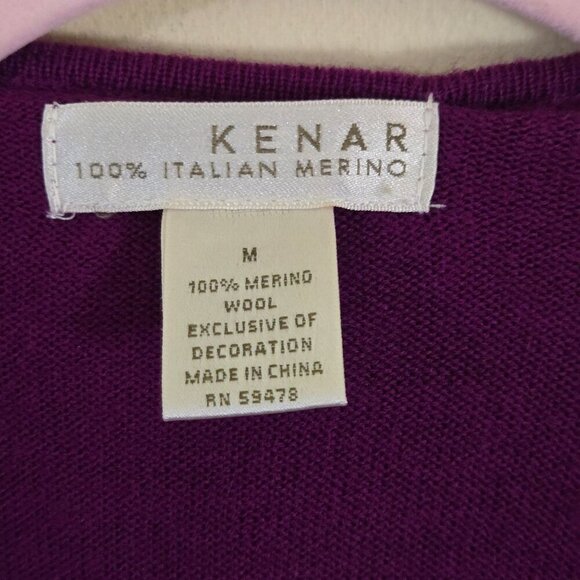 KENAR
100% ITALIAN MERINO
M
100% MERINO
WOOL
EXCLUSIVE OF
DECORATION
MADE IN CHINA
RN 59478